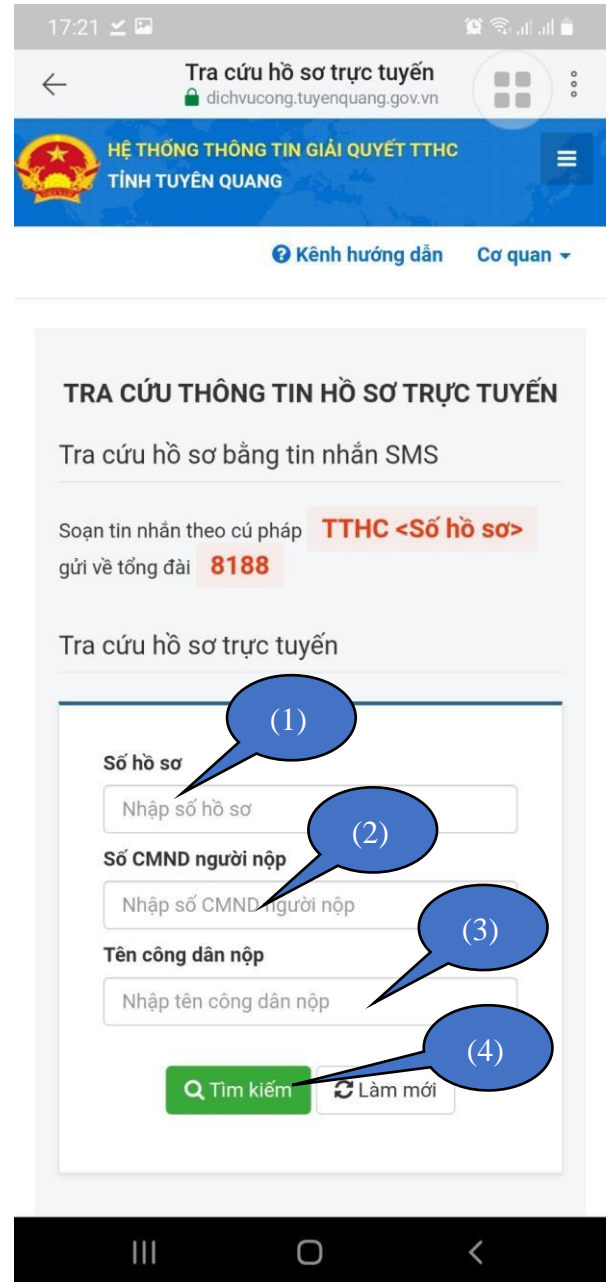 17:21
Tra cứu hồ sơ trực tuyến
dichvucong.tuyenquang.gov.vn
HỆ THỐNG THÔNG TIN GIẢI QUYẾT TTHC
TỈNH TUYÊN QUANG
Kênh hướng dẫn Cơ quan
TRA CỨU THÔNG TIN HỒ SƠ TRỰC TUYẾN
Tra cứu hồ sơ bằng tin nhắn SMS
Soạn tin nhắn theo cú pháp TTHC <Số hồ sơ>
gửi về tổng đài 8188
Tra cứu hồ sơ trực tuyến
(1)
Số hồ sơ
Nhập số hồ sơ
(2)
Số CMND người nộp
Nhập số CMND người nộp
(3)
Tên công dân nộp
Nhập tên công dân nộp
(4)
Tìm kiếm Làm mới